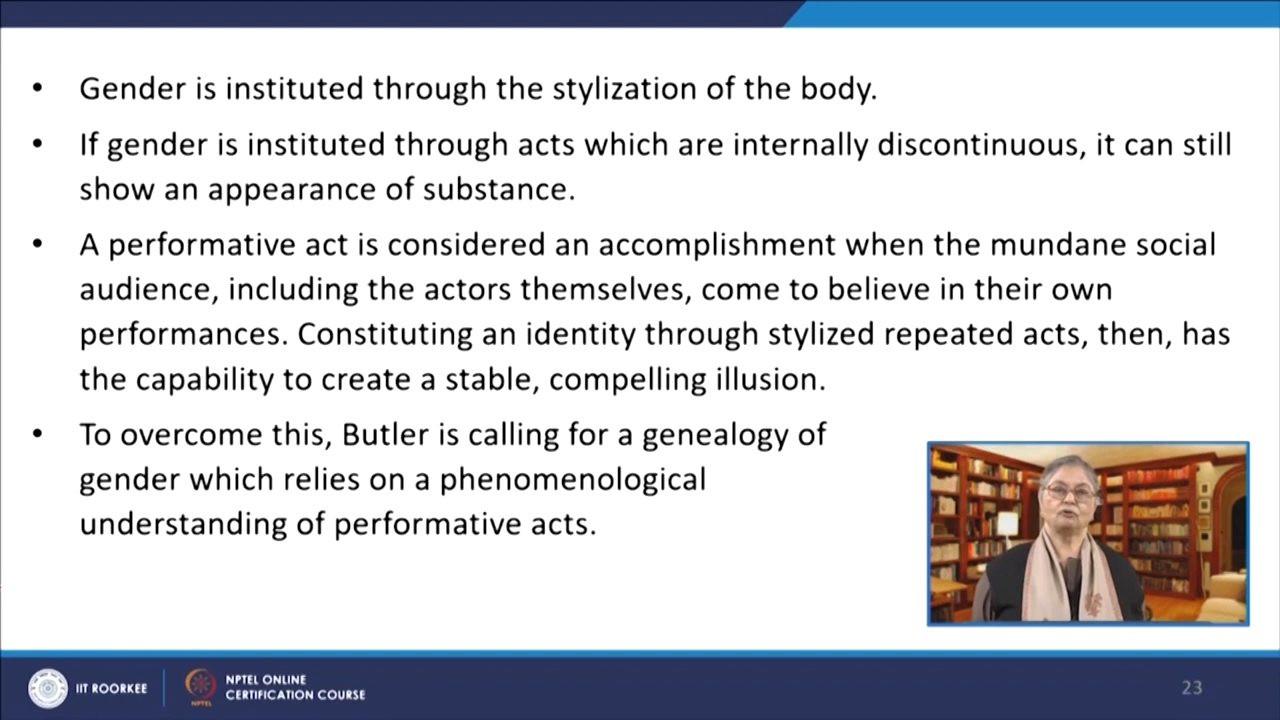 • Gender is instituted through the stylization of the body.
• If gender is instituted through acts which are internally discontinuous, it can still
show an appearance of substance.
• A performative act is considered an accomplishment when the mundane social
audience, including the actors themselves, come to believe in their own
performances. Constituting an identity through stylized repeated acts, then, has
the capability to create a stable, compelling illusion.
• To overcome this, Butler is calling for a genealogy of
gender which relies on a phenomenological
understanding of performative acts.
IIT ROORKEE
NPTEL
NPTEL ONLINE
CERTIFICATION COURSE
23